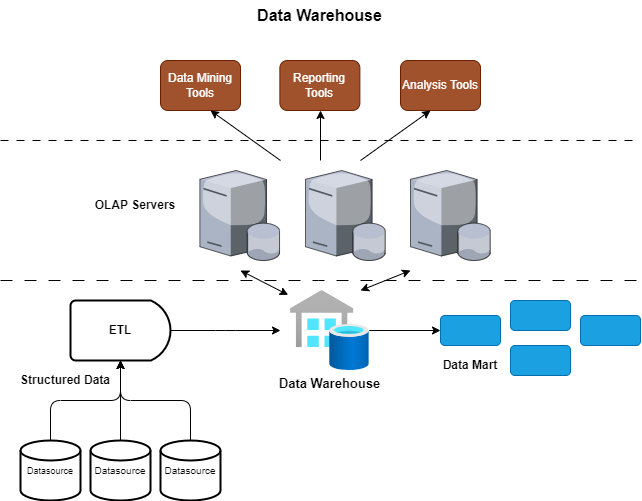 Data Warehouse
Data Mining
Tools
Reporting
Tools
Analysis Tools
OLAP Servers
ETL
Data Warehouse
Data Mart
Structured Data
Datasource
Datasource
Datasource